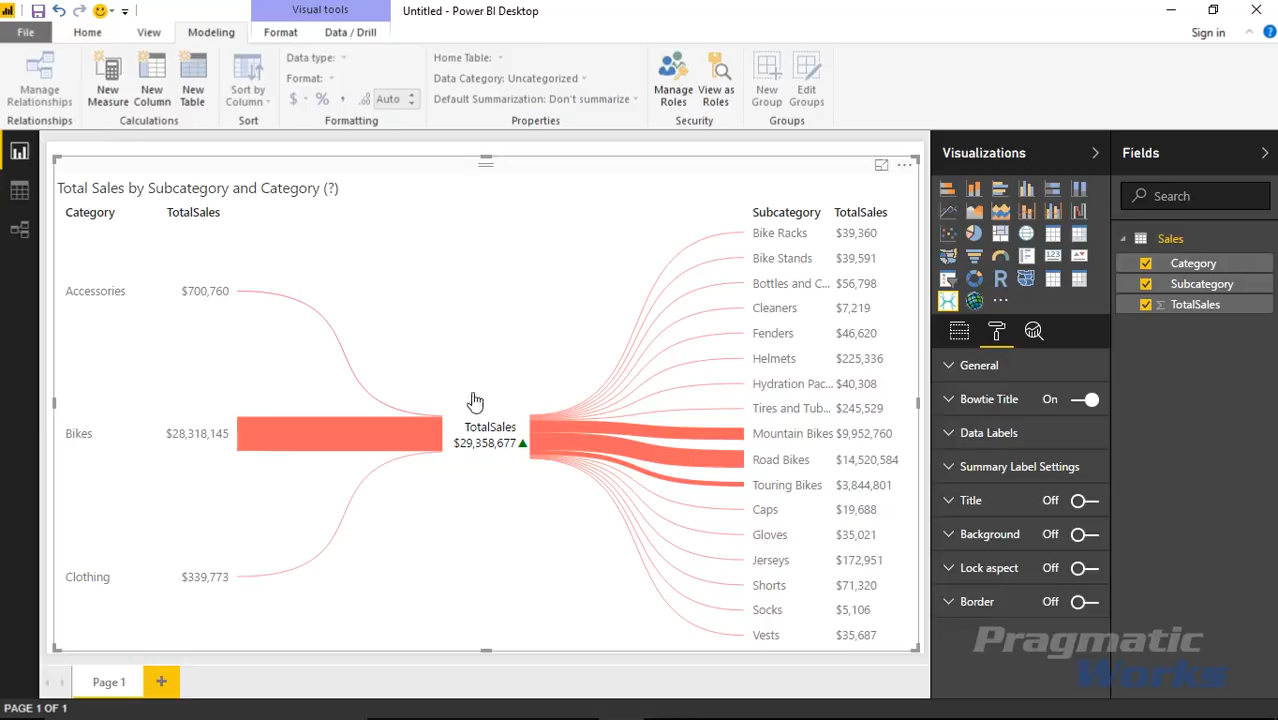 Visual tools
Untitled - Power BI Desktop
File Home View Modeling Format Data / Drill Sign in
Manage Relationships
New Measure
New Column
New Table
Sort by Column
Data type:
Format:
$ % , .00 Auto
Home Table:
Data Category: Uncategorized
Default Summarization: Don't summarize
Manage Roles
View as Roles
New Group
Edit Groups
Relationships Calculations Sort Formatting Properties Security Groups
Total Sales by Subcategory and Category (?)
Category TotalSales
Accessories $700,760
Bikes $28,318,145
Clothing $339,773
TotalSales
$29,358,677
Subcategory TotalSales
Bike Racks $39,360
Bike Stands $39,591
Bottles and C... $56,798
Cleaners $7,219
Fenders $46,620
Helmets $225,336
Hydration Pac... $40,308
Tires and Tub... $245,529
Mountain Bikes $9,952,760
Road Bikes $14,520,584
Touring Bikes $3,844,801
Caps $19,688
Gloves $35,021
Jerseys $172,951
Shorts $71,320
Socks $5,106
Vests $35,687
Visualizations
R
123
General
Bowtie Title On
Data Labels
Summary Label Settings
Title Off
Background Off
Lock aspect Off
Border Off
Fields
Search
Sales
Category
Subcategory
Σ TotalSales
Pragmatic
Works
Page 1
PAGE 1 OF 1